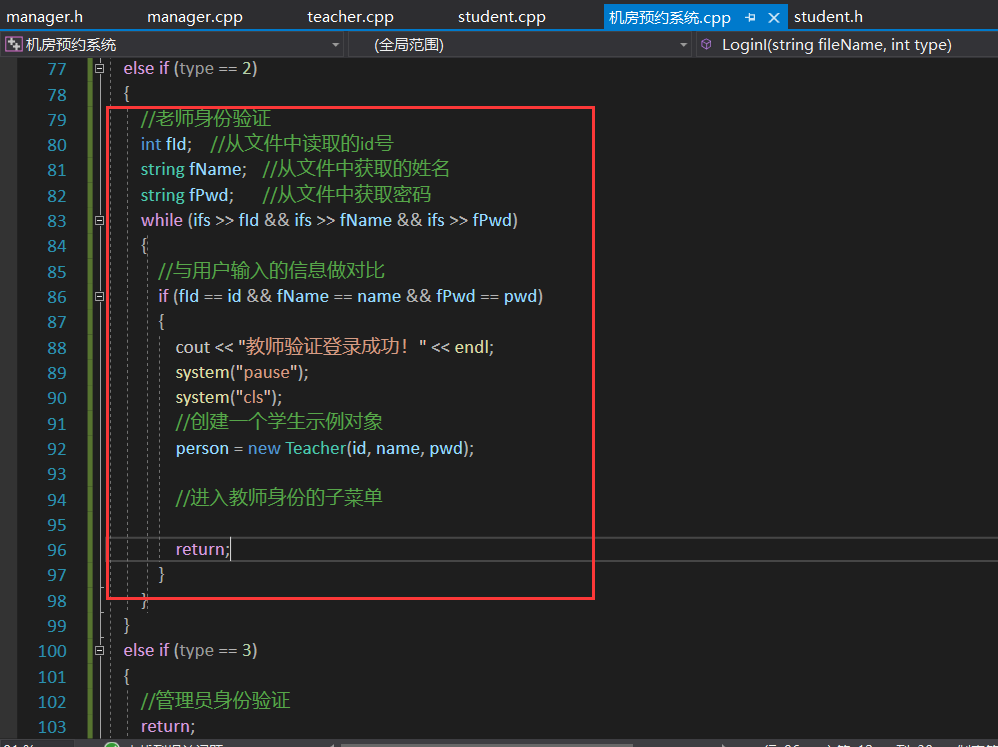 manager.h manager.cpp teacher.cpp student.cpp 机房预约系统.cpp student.h
机房预约系统 (全局范围) LoginI(string fileName, int type)
77 else if (type == 2)
78 {
79 //老师身份验证
80 int fId; //从文件中读取的id号
81 string fName; //从文件中获取的姓名
82 string fPwd; //从文件中获取密码
83 while (ifs >> fId && ifs >> fName && ifs >> fPwd)
84 {
85 //与用户输入的信息做对比
86 if (fId == id && fName == name && fPwd == pwd)
87 {
88 cout << "教师验证登录成功！" << endl;
89 system("pause");
90 system("cls");
91 //创建一个学生示例对象
92 person = new Teacher(id, name, pwd);
93
94 //进入教师身份的子菜单
95
96 return;
97 }
98 }
99 }
100 else if (type == 3)
101 {
102 //管理员身份验证
103 return;